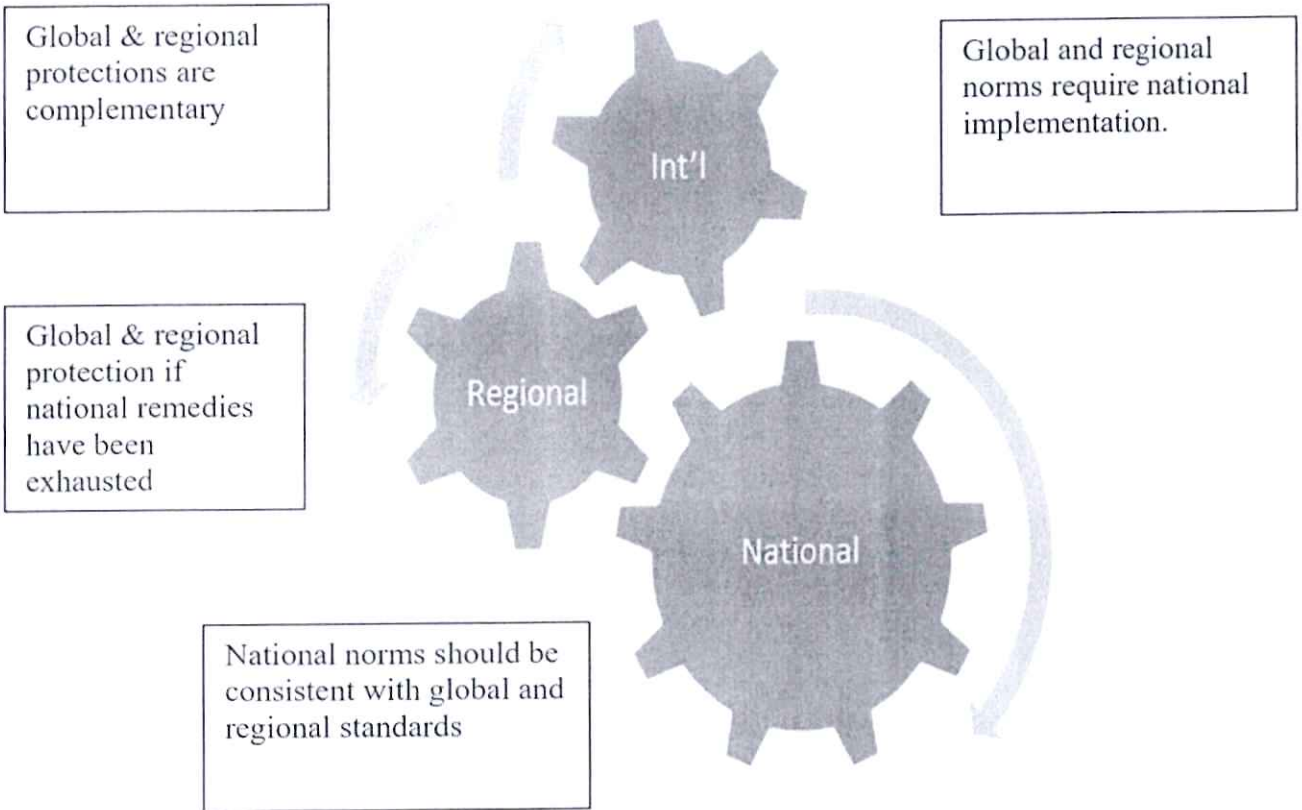 Global & regional
protections are
complementary
Global and regional
norms require national
implementation.
Int'l
Global & regional
protection if
national remedies
have been
exhausted
Regional
National
National norms should be
consistent with global and
regional standards